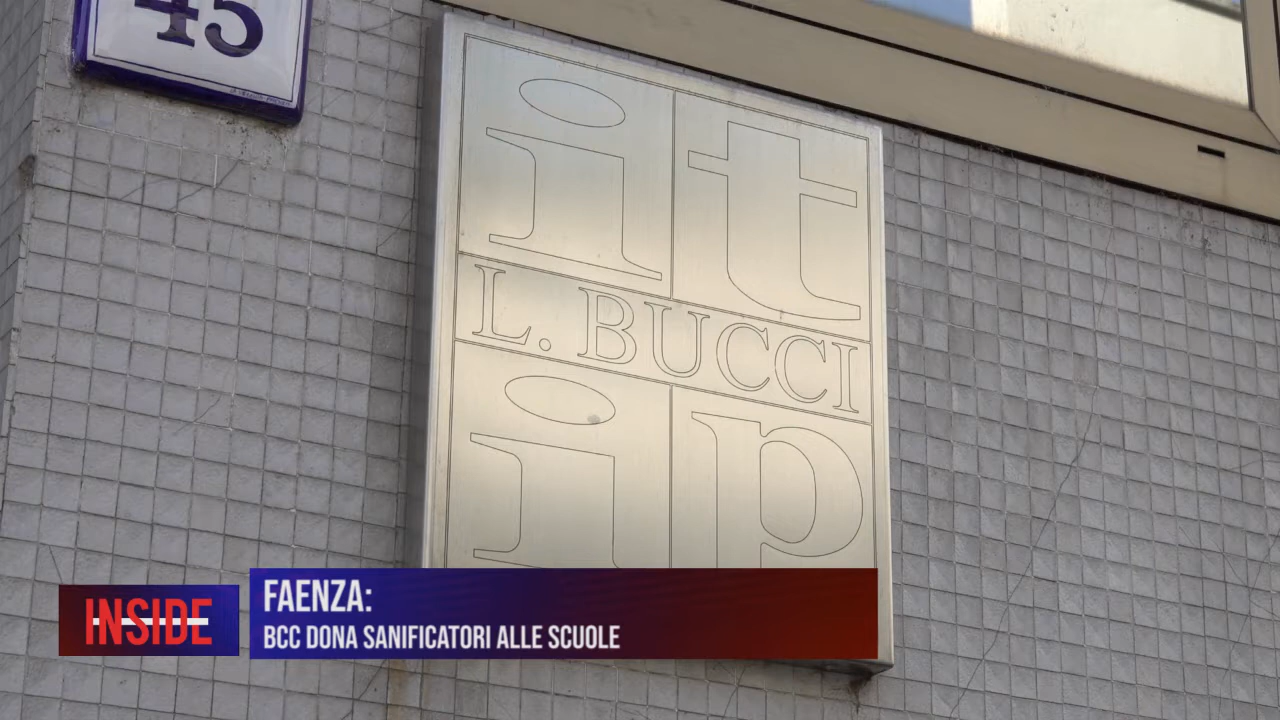 45
it
L. BUCCI
ip
INSIDE
FAENZA:
BCC DONA SANIFICATORI ALLE SCUOLE